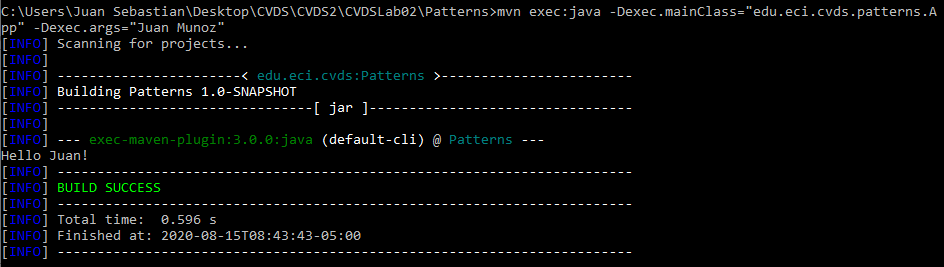 C:\Users\Juan Sebastian\Desktop\CVDS\CVDS2\CVDSLab02\Patterns>mvn exec:java -Dexec.mainClass="edu.eci.cvds.patterns.A
pp" -Dexec.args="Juan Munoz"
[INFO] Scanning for projects...
[INFO]
[INFO] -----------------------< edu.eci.cvds:Patterns >------------------------
[INFO] Building Patterns 1.0-SNAPSHOT
[INFO] --------------------------------[ jar ]---------------------------------
[INFO]
[INFO] --- exec-maven-plugin:3.0.0:java (default-cli) @ Patterns ---
Hello Juan!
[INFO] ------------------------------------------------------------------------
[INFO] BUILD SUCCESS
[INFO] ------------------------------------------------------------------------
[INFO] Total time:  0.596 s
[INFO] Finished at: 2020-08-15T08:43:43-05:00
[INFO] ------------------------------------------------------------------------